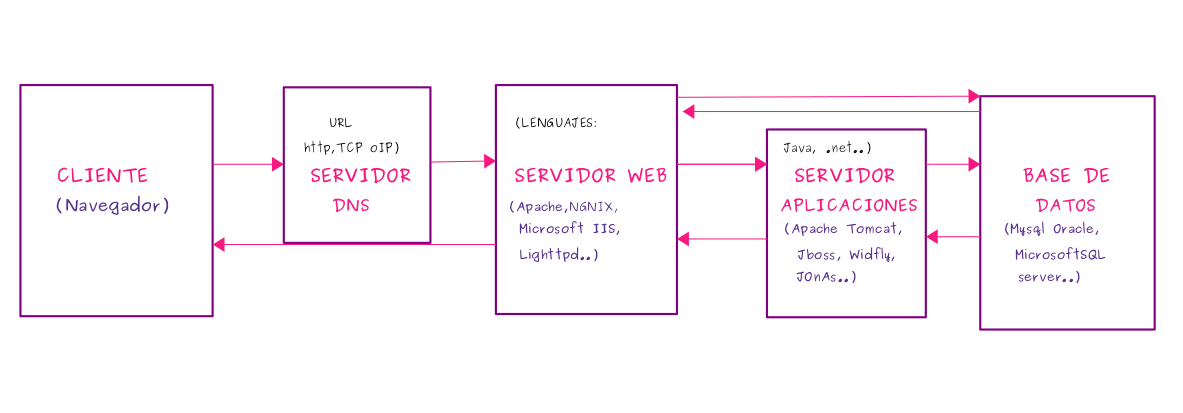 CLIENTE
(Navegador)
URL
http,TCP oIP)
SERVIDOR
DNS
(LENGUAJES:
SERVIDOR WEB
(Apache,NGNIX,
Microsoft IIS,
Lighttpd..)
Java, .net..)
SERVIDOR
APLICACIONES
(Apache Tomcat,
Jboss, Widfly,
JOnAs..)
BASE DE
DATOS
(Mysql Oracle,
MicrosoftSQL
server..)